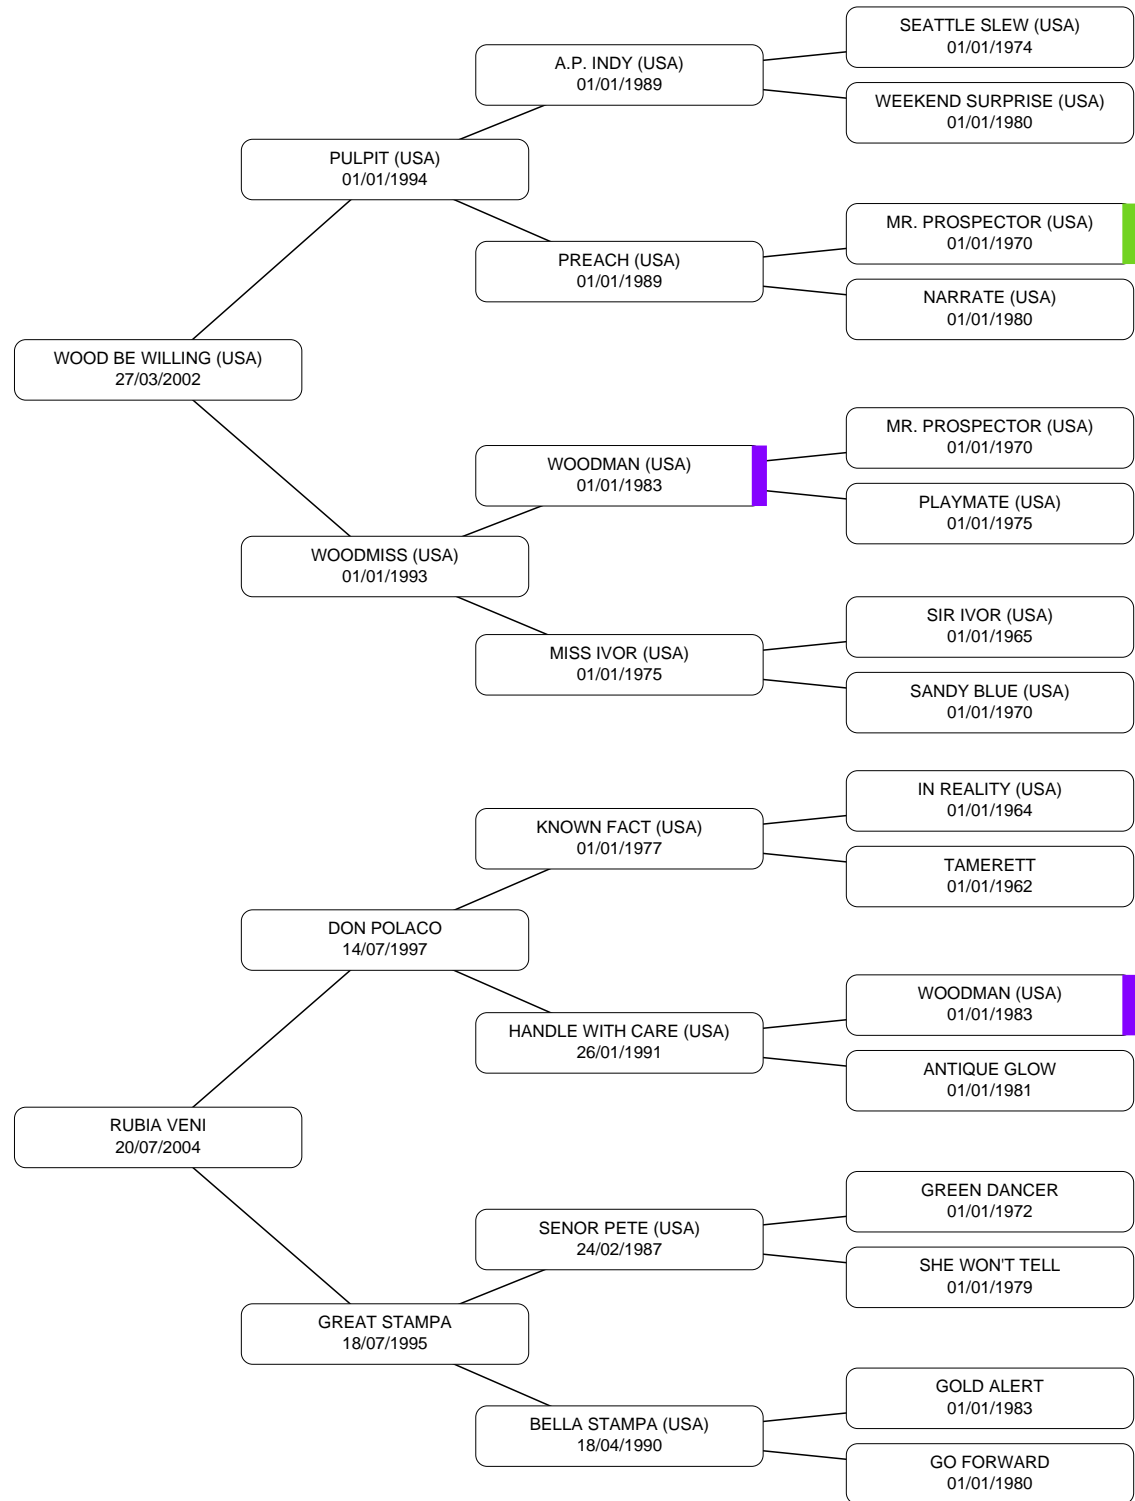 SEATTLE SLEW (USA)
01/01/1974
A.P. INDY (USA)
01/01/1989
WEEKEND SURPRISE (USA)
01/01/1980
PULPIT (USA)
01/01/1994
MR. PROSPECTOR (USA)
01/01/1970
PREACH (USA)
01/01/1989
NARRATE (USA)
01/01/1980
WOOD BE WILLING (USA)
27/03/2002
MR. PROSPECTOR (USA)
01/01/1970
WOODMAN (USA)
01/01/1983
PLAYMATE (USA)
01/01/1975
WOODMISS (USA)
01/01/1993
SIR IVOR (USA)
01/01/1965
MISS IVOR (USA)
01/01/1975
SANDY BLUE (USA)
01/01/1970
IN REALITY (USA)
01/01/1964
KNOWN FACT (USA)
01/01/1977
TAMERETT
01/01/1962
DON POLACO
14/07/1997
WOODMAN (USA)
01/01/1983
HANDLE WITH CARE (USA)
26/01/1991
ANTIQUE GLOW
01/01/1981
RUBIA VENI
20/07/2004
GREEN DANCER
01/01/1972
SENOR PETE (USA)
24/02/1987
SHE WON'T TELL
01/01/1979
GREAT STAMPA
18/07/1995
GOLD ALERT
01/01/1983
BELLA STAMPA (USA)
18/04/1990
GO FORWARD
01/01/1980